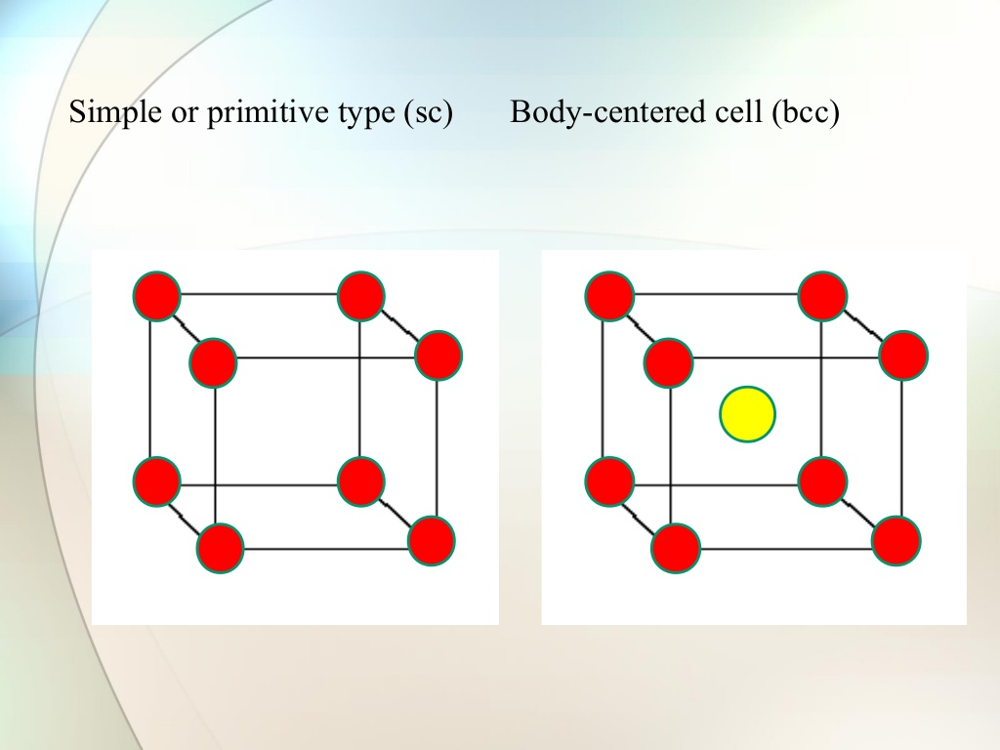 Simple or primitive type (sc)
Body-centered cell (bcc)